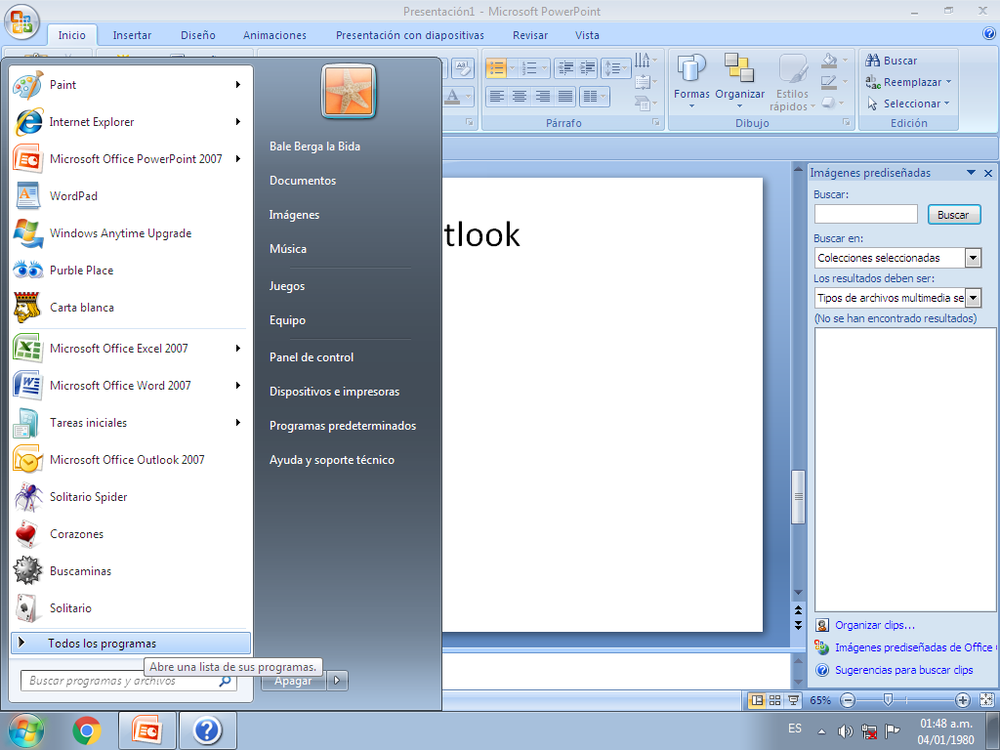 Presentación1 - Microsoft PowerPoint
Inicio
Insertar
Diseño
Animaciones
Presentación con diapositivas
Revisar
Vista
Formas
Organizar
Estilos
rápidos
Buscar
Reemplazar
Seleccionar
Párrafo
Dibujo
Edición
Paint
Internet Explorer
Microsoft Office PowerPoint 2007
WordPad
Windows Anytime Upgrade
Purble Place
Carta blanca
Microsoft Office Excel 2007
Microsoft Office Word 2007
Tareas iniciales
Microsoft Office Outlook 2007
Solitario Spider
Corazones
Buscaminas
Solitario
Todos los programas
Abre una lista de sus programas.
Buscar programas y archivos
Bale Berga la Bida
Documentos
Imágenes
Música
Juegos
Equipo
Panel de control
Dispositivos e impresoras
Programas predeterminados
Ayuda y soporte técnico
Apagar
tlook
Imágenes prediseñadas
Buscar:
Buscar
Buscar en:
Colecciones seleccionadas
Los resultados deben ser:
Tipos de archivos multimedia se
(No se han encontrado resultados)
Organizar clips...
Imágenes prediseñadas de Office
Sugerencias para buscar clips
65%
ES
01:48 a.m.
04/01/1980